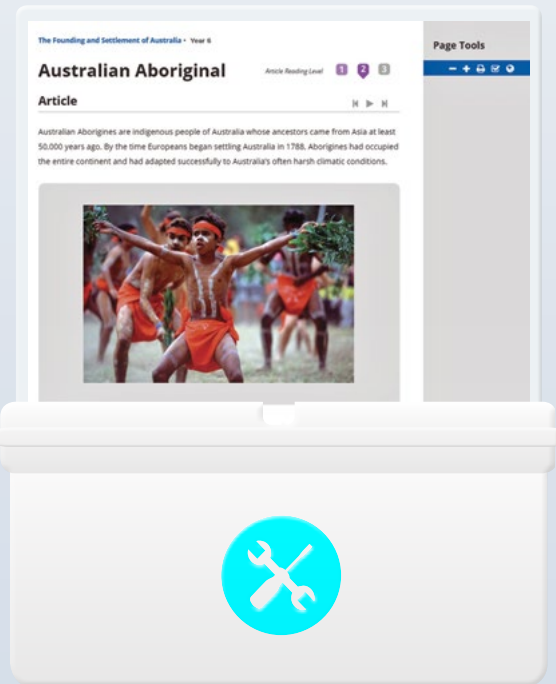 The Founding and Settlement of Australia • Year 6
Page Tools
Australian Aboriginal
Article Reading Level 1 2 3
Article
Australian Aborigines are indigenous people of Australia whose ancestors came from Asia at least
50,000 years ago. By the time Europeans began settling Australia in 1788, Aborigines had occupied
the entire continent and had adapted successfully to Australia's often harsh climatic conditions.